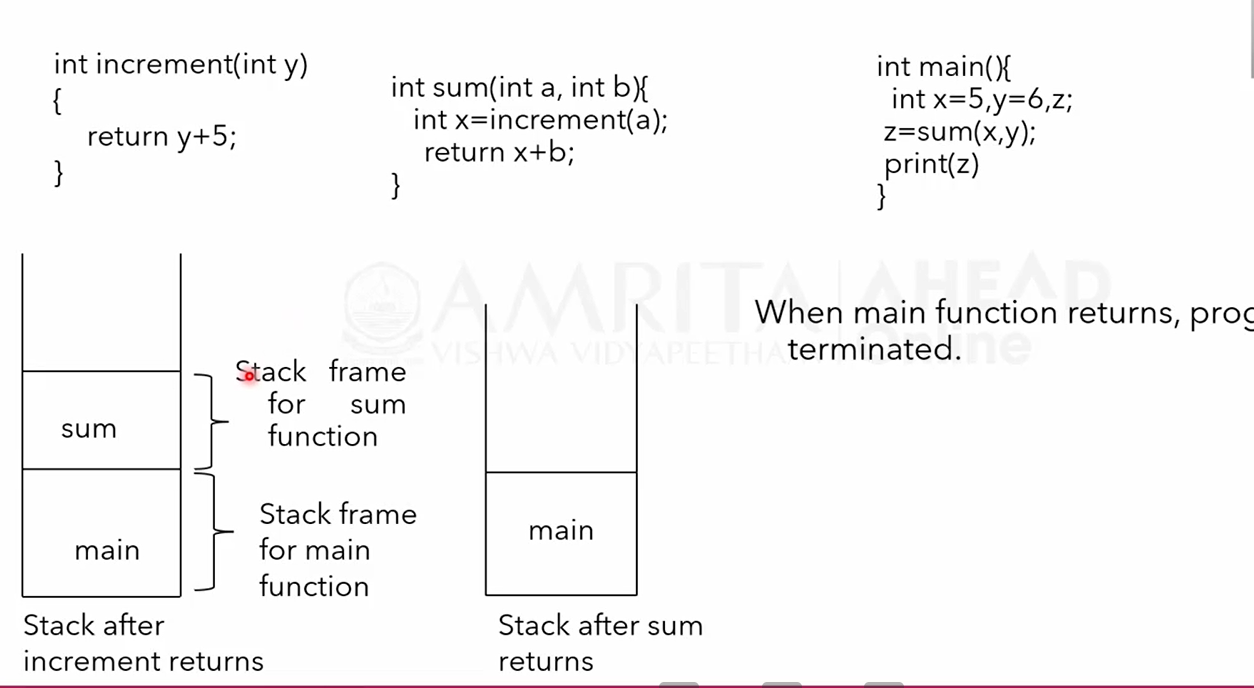 int increment(int y)
{
return y+5;
}
int sum(int a, int b){
int x=increment(a);
return x+b;
}
int main(){
int x=5,y=6,z;
z=sum(x,y);
print(z)
}
AMRITA AHEAD
VISHWA VIDYAPEETHAM Online
When main function returns, prog
terminated.
sum
main
Stack frame
for sum
function
Stack frame
for main
function
Stack after
increment returns
main
Stack after sum
returns